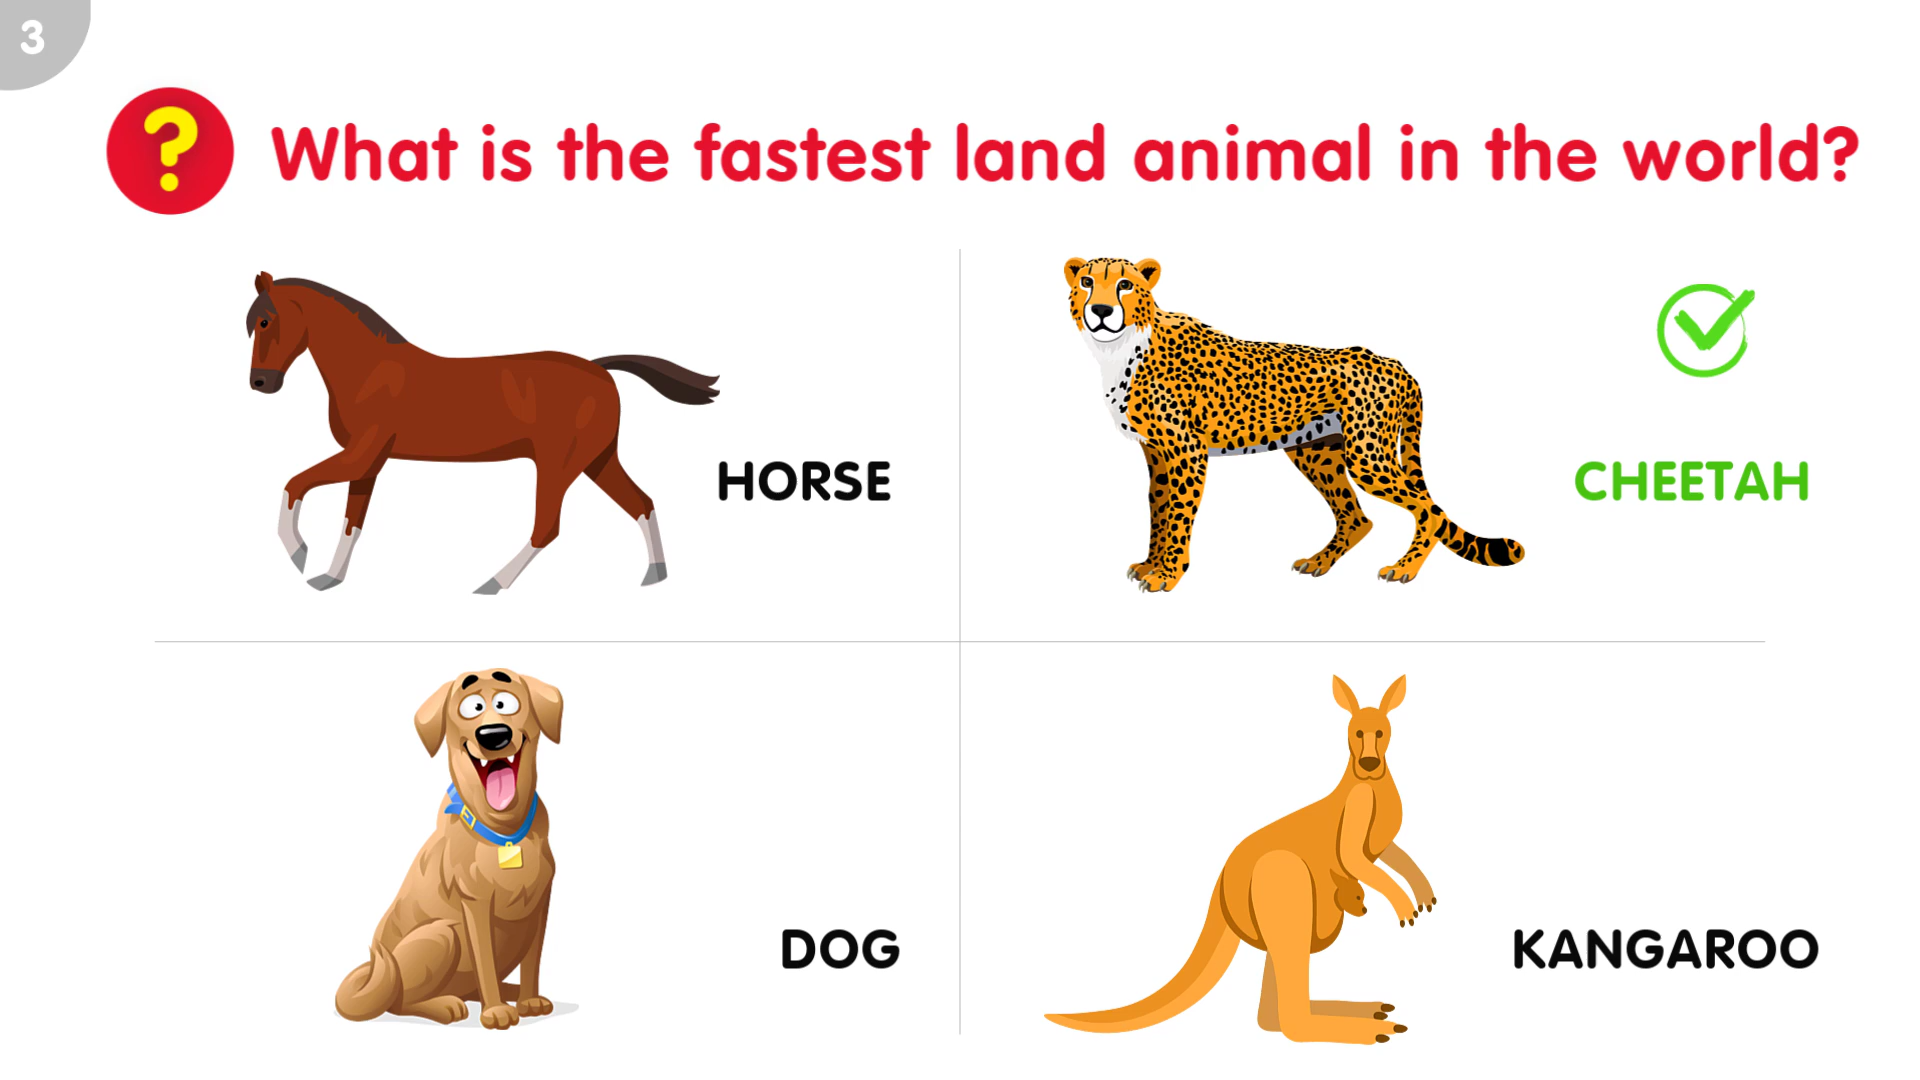 3
? What is the fastest land animal in the world?
HORSE
CHEETAH
DOG
KANGAROO